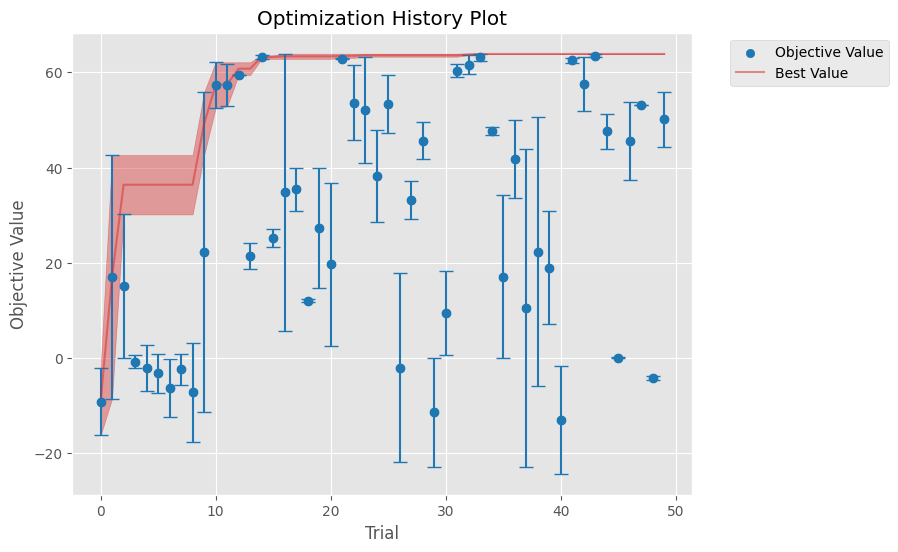 Optimization History Plot
Objective Value
Best Value
Objective Value
60
40
20
0
−20
0 10 20 30 40 50
Trial